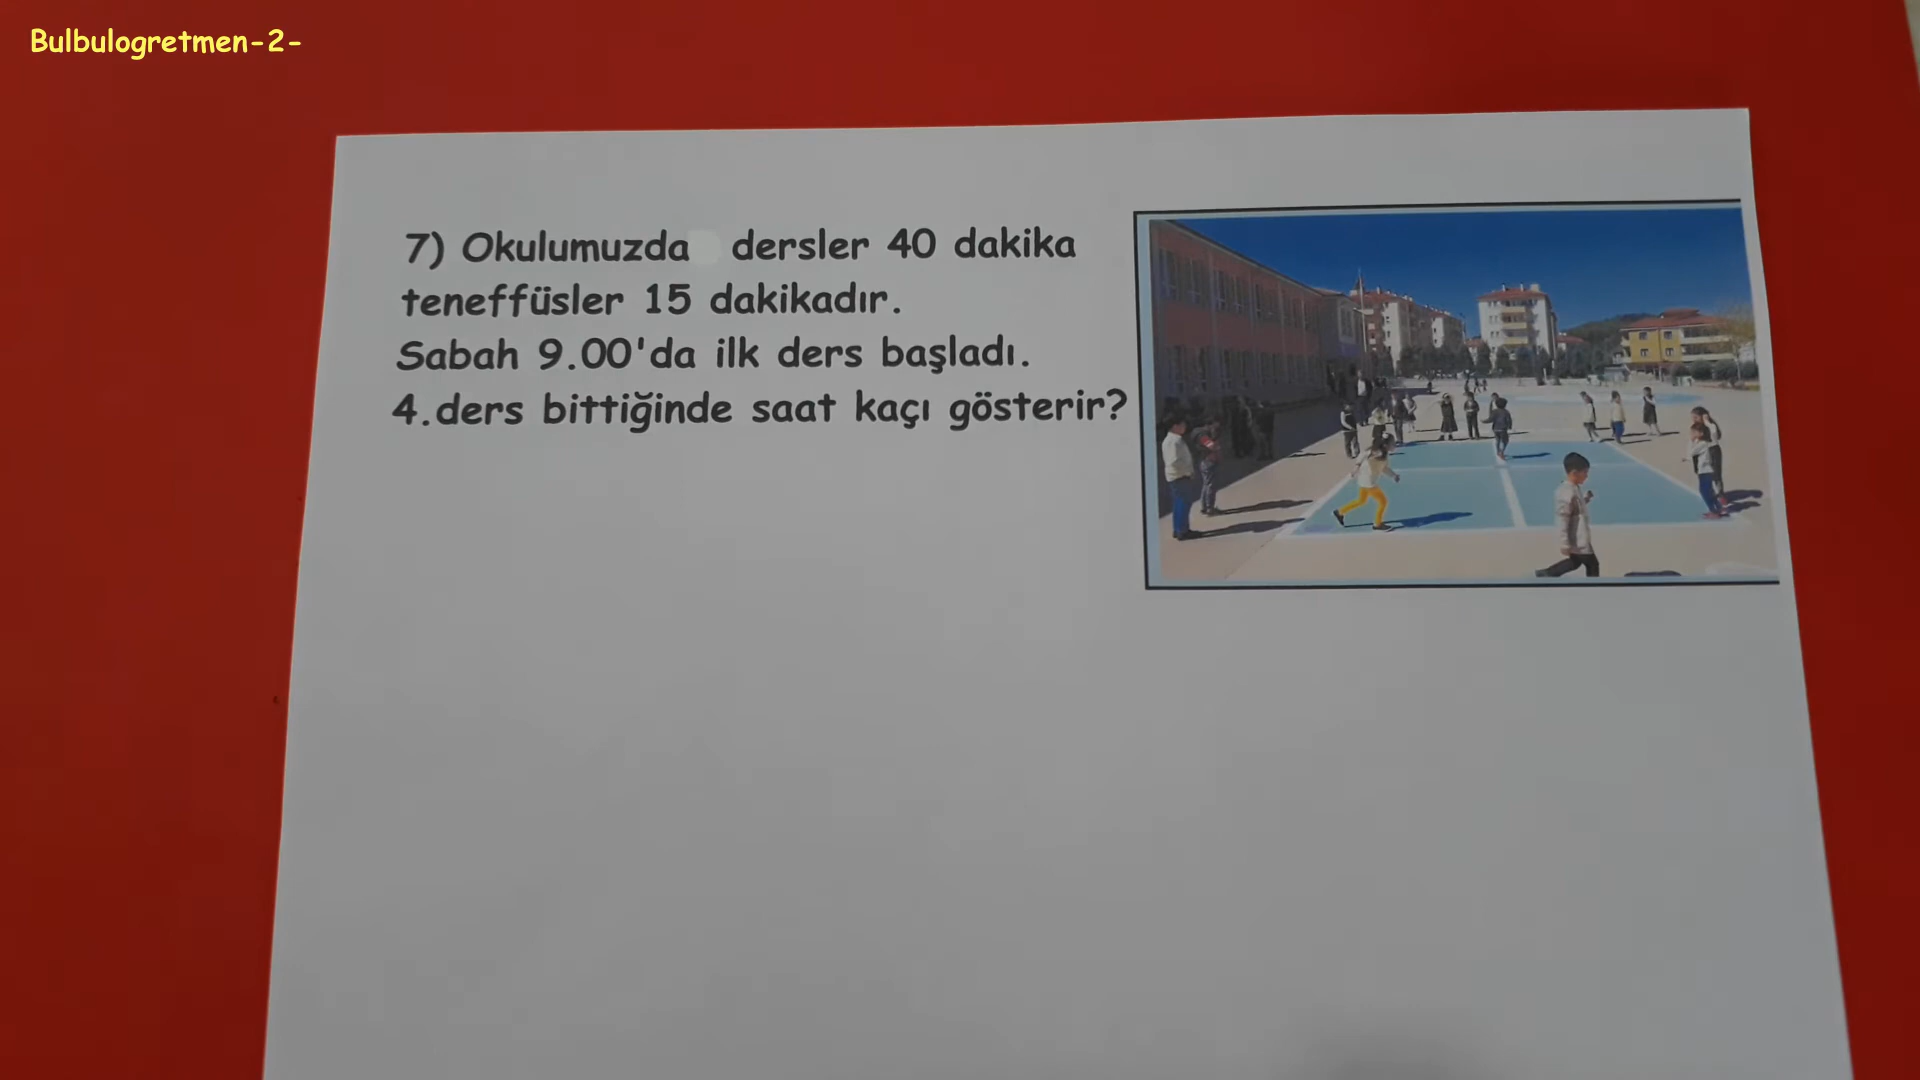 Bulbulogretmen-2-
7) Okulumuzda dersler 40 dakika
teneffüsler 15 dakikadır.
Sabah 9.00'da ilk ders başladı.
4.ders bittiğinde saat kaçı gösterir?